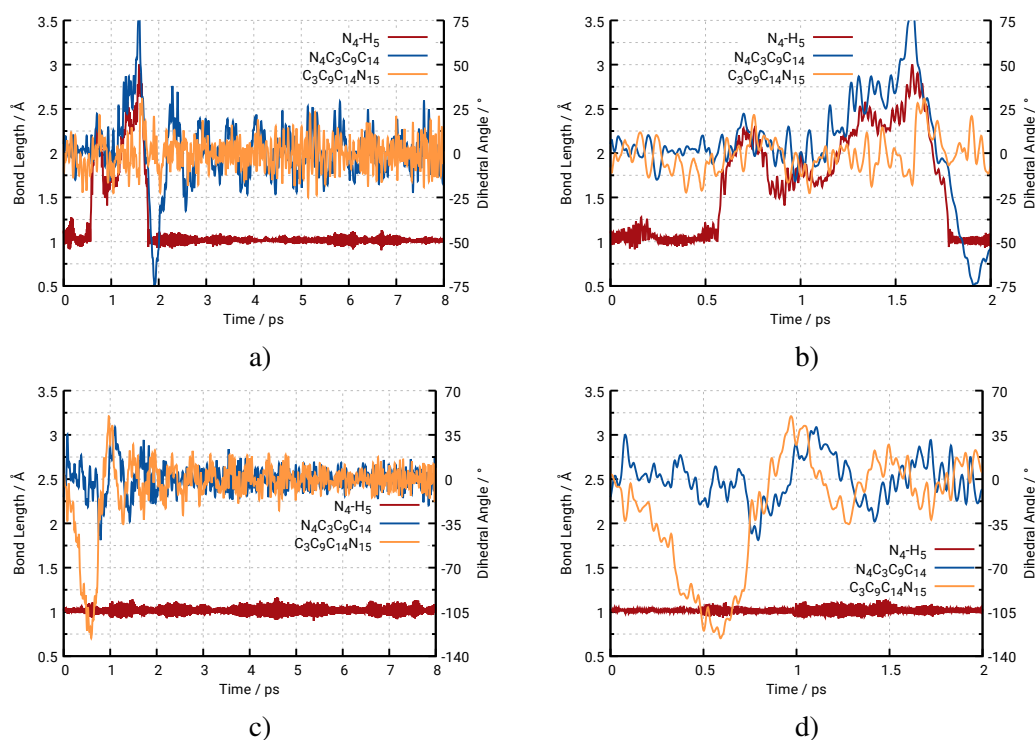 3.5
3
2.5
2
1.5
1
0.5
Bond Length / Å
75
50
25
0
-25
-50
-75
Dihedral Angle / °
N₄-H₅
N₄C₃C₉C₁₄
C₃C₉C₁₄N₁₅
0 1 2 3 4 5 6 7 8
Time / ps
a)
3.5
3
2.5
2
1.5
1
0.5
Bond Length / Å
75
50
25
0
-25
-50
-75
Dihedral Angle / °
N₄-H₅
N₄C₃C₉C₁₄
C₃C₉C₁₄N₁₅
0 0.5 1 1.5 2
Time / ps
b)
3.5
3
2.5
2
1.5
1
0.5
Bond Length / Å
70
35
0
-35
-70
-105
-140
Dihedral Angle / °
N₄-H₅
N₄C₃C₉C₁₄
C₃C₉C₁₄N₁₅
0 1 2 3 4 5 6 7 8
Time / ps
c)
3.5
3
2.5
2
1.5
1
0.5
Bond Length / Å
70
35
0
-35
-70
-105
-140
Dihedral Angle / °
N₄-H₅
N₄C₃C₉C₁₄
C₃C₉C₁₄N₁₅
0 0.5 1 1.5 2
Time / ps
d)